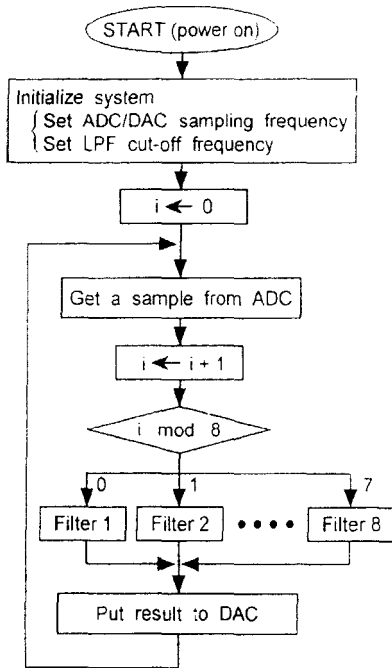 START (power on)
Initialize system
Set ADC/DAC sampling frequency
Set LPF cut-off frequency
i ← 0
Get a sample from ADC
i ← i + 1
i mod 8
0 1 7
Filter 1 Filter 2 •••• Filter 8
Put result to DAC